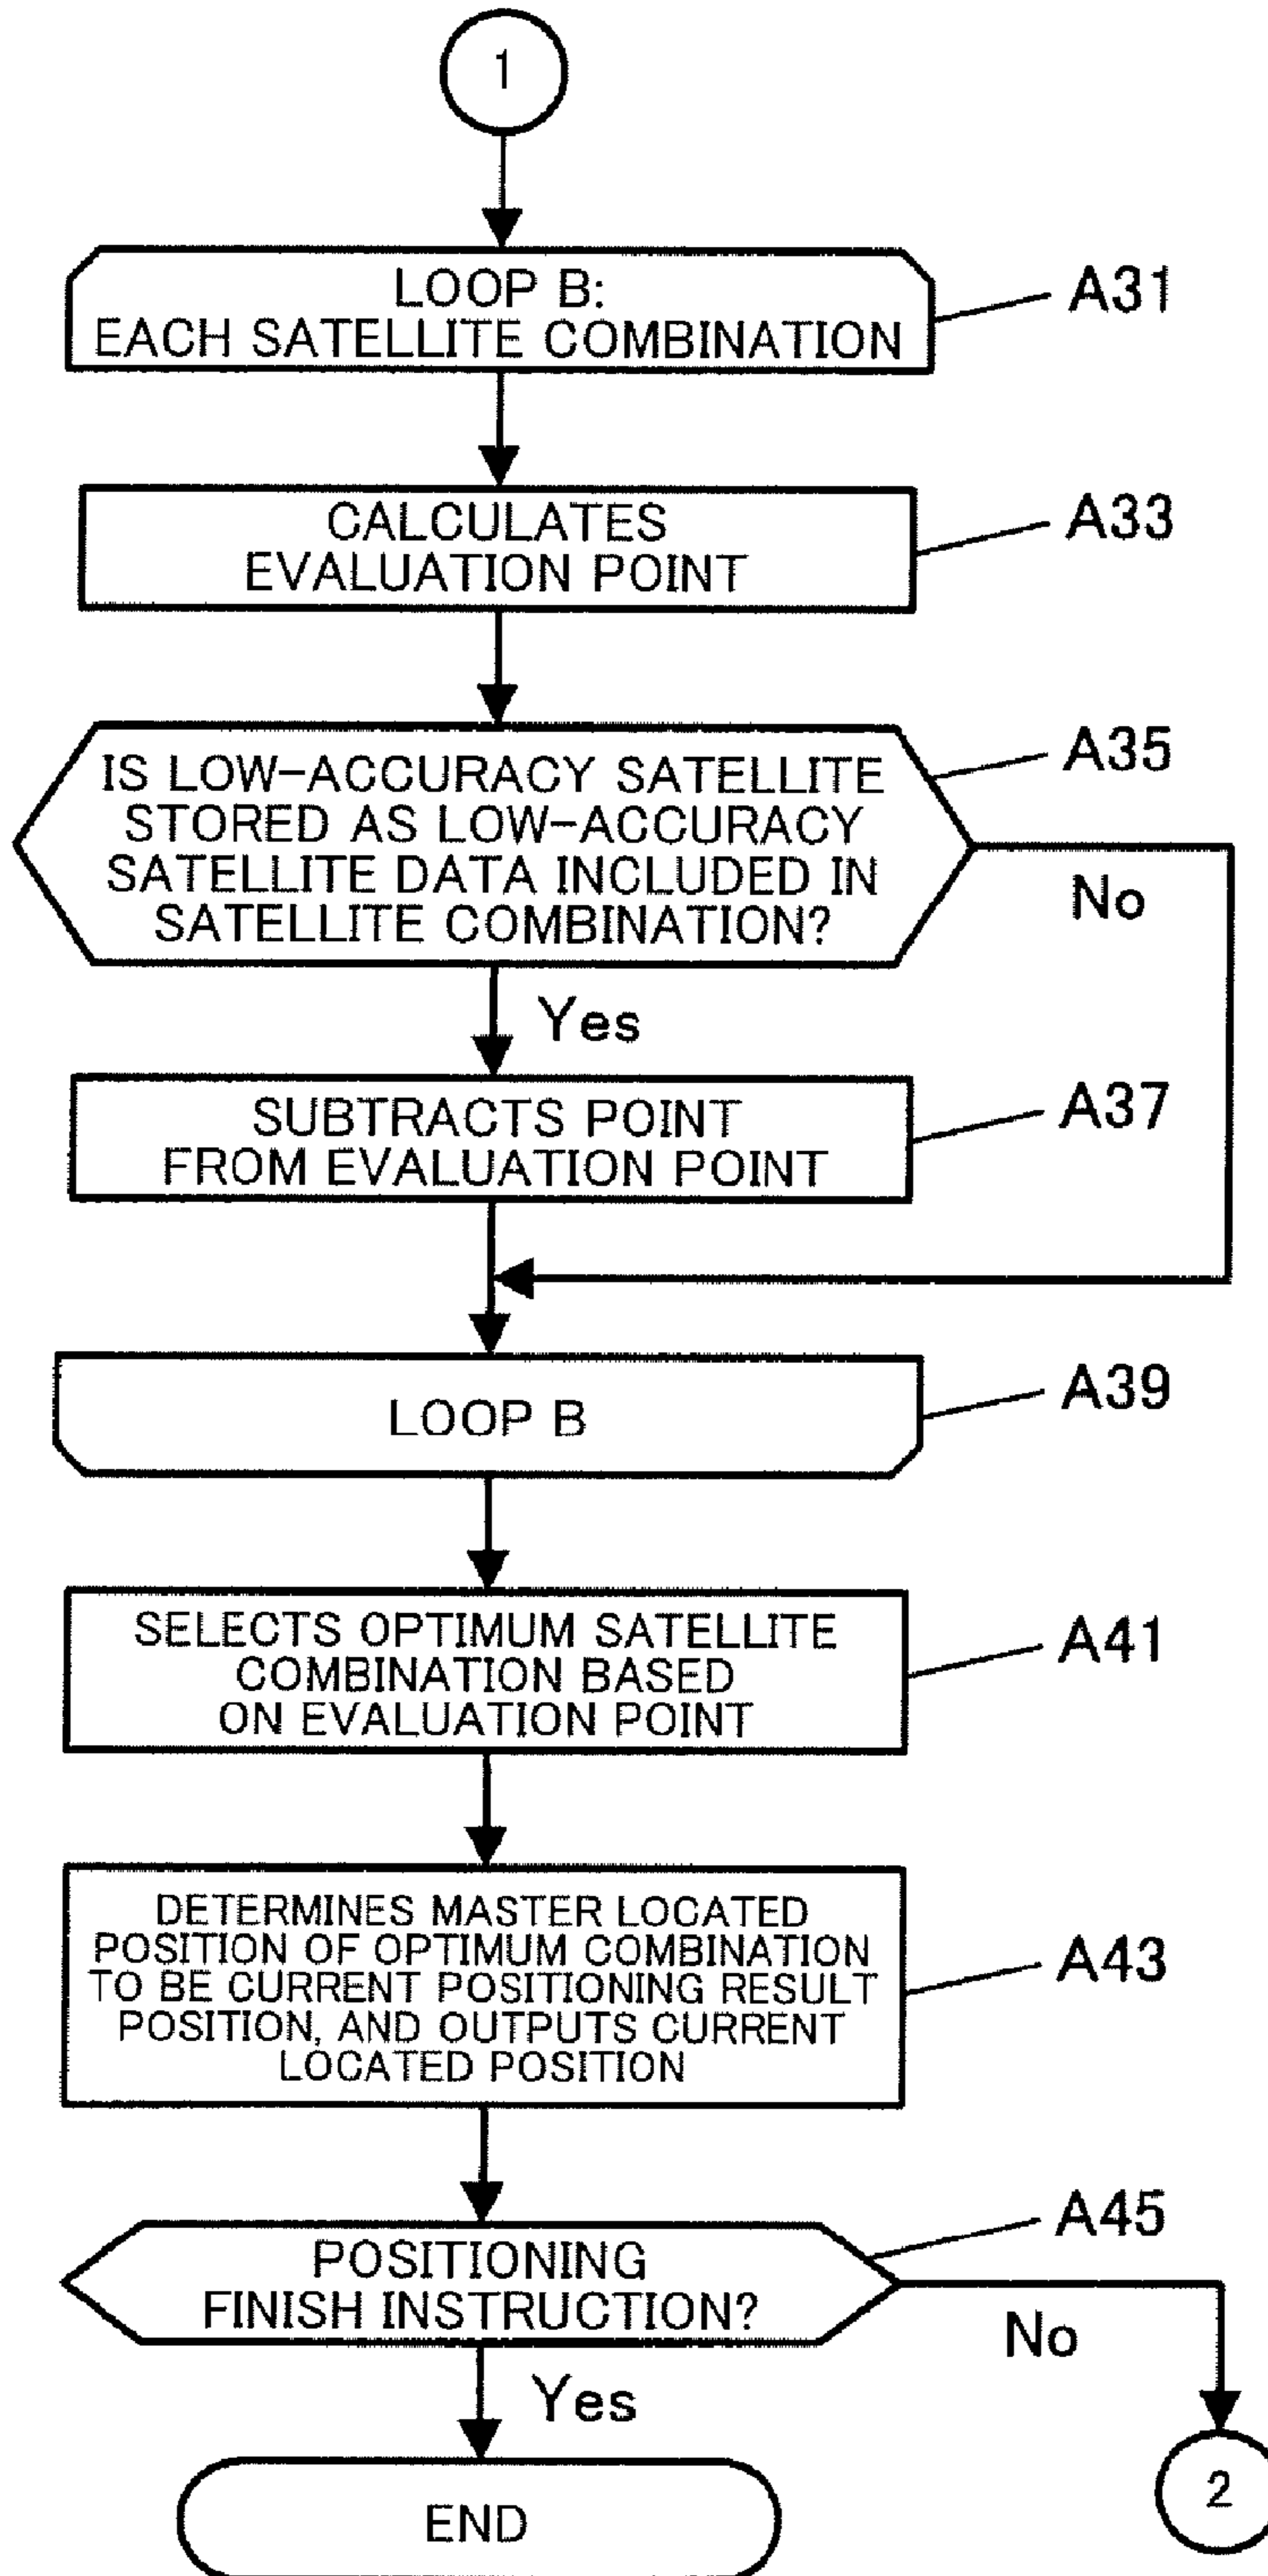 1
LOOP B:
EACH SATELLITE COMBINATION
A31
CALCULATES
EVALUATION POINT
A33
IS LOW-ACCURACY SATELLITE
STORED AS LOW-ACCURACY
SATELLITE DATA INCLUDED IN
SATELLITE COMBINATION?
A35
No
Yes
SUBTRACTS POINT
FROM EVALUATION POINT
A37
LOOP B
A39
SELECTS OPTIMUM SATELLITE
COMBINATION BASED
ON EVALUATION POINT
A41
DETERMINES MASTER LOCATED
POSITION OF OPTIMUM COMBINATION
TO BE CURRENT POSITIONING RESULT
POSITION, AND OUTPUTS CURRENT
LOCATED POSITION
A43
POSITIONING
FINISH INSTRUCTION?
A45
No
Yes
2
END